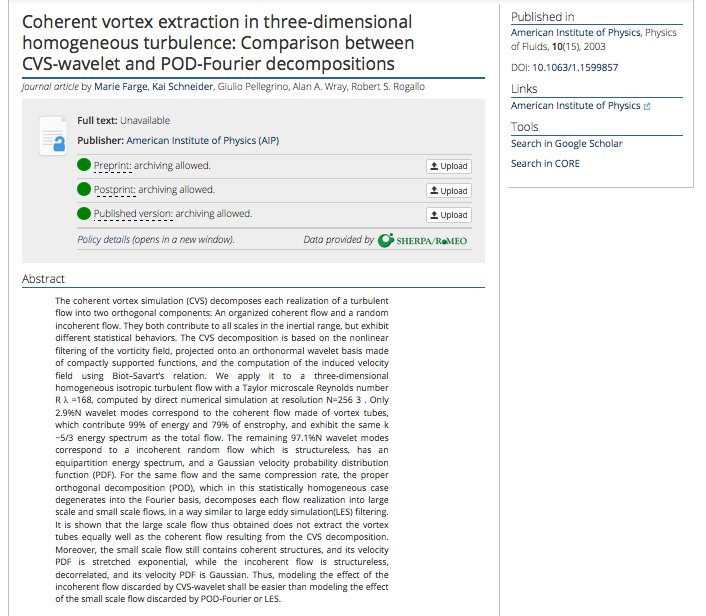 Coherent vortex extraction in three-dimensional
homogeneous turbulence: Comparison between
CVS-wavelet and POD-Fourier decompositions
Journal article by Marie Farge, Kai Schneider, Giulio Pellegrino, Alan A. Wray, Robert S. Rogallo
Full text: Unavailable
Publisher: American Institute of Physics (AIP)
Preprint: archiving allowed. Upload
Postprint: archiving allowed. Upload
Published version: archiving allowed. Upload
Policy details (opens in a new window). Data provided by SHERPA/RoMEO
Abstract
The coherent vortex simulation (CVS) decomposes each realization of a turbulent
flow into two orthogonal components: An organized coherent flow and a random
incoherent flow. They both contribute to all scales in the inertial range, but exhibit
different statistical behaviors. The CVS decomposition is based on the nonlinear
filtering of the vorticity field, projected onto an orthonormal wavelet basis made
of compactly supported functions, and the computation of the induced velocity
field using Biot–Savart's relation. We apply it to a three-dimensional
homogeneous isotropic turbulent flow with a Taylor microscale Reynolds number
R λ =168, computed by direct numerical simulation at resolution N=256 3 . Only
2.9%N wavelet modes correspond to the coherent flow made of vortex tubes,
which contribute 99% of energy and 79% of enstrophy, and exhibit the same k
−5/3 energy spectrum as the total flow. The remaining 97.1%N wavelet modes
correspond to a incoherent random flow which is structureless, has an
equipartition energy spectrum, and a Gaussian velocity probability distribution
function (PDF). For the same flow and the same compression rate, the proper
orthogonal decomposition (POD), which in this statistically homogeneous case
degenerates into the Fourier basis, decomposes each flow realization into large
scale and small scale flows, in a way similar to large eddy simulation(LES) filtering.
It is shown that the large scale flow thus obtained does not extract the vortex
tubes equally well as the coherent flow resulting from the CVS decomposition.
Moreover, the small scale flow still contains coherent structures, and its velocity
PDF is stretched exponential, while the incoherent flow is structureless,
decorrelated, and its velocity PDF is Gaussian. Thus, modeling the effect of the
incoherent flow discarded by CVS-wavelet shall be easier than modeling the effect
of the small scale flow discarded by POD-Fourier or LES.
Published in
American Institute of Physics, Physics
of Fluids, 10(15), 2003
DOI: 10.1063/1.1599857
Links
American Institute of Physics
Tools
Search in Google Scholar
Search in CORE